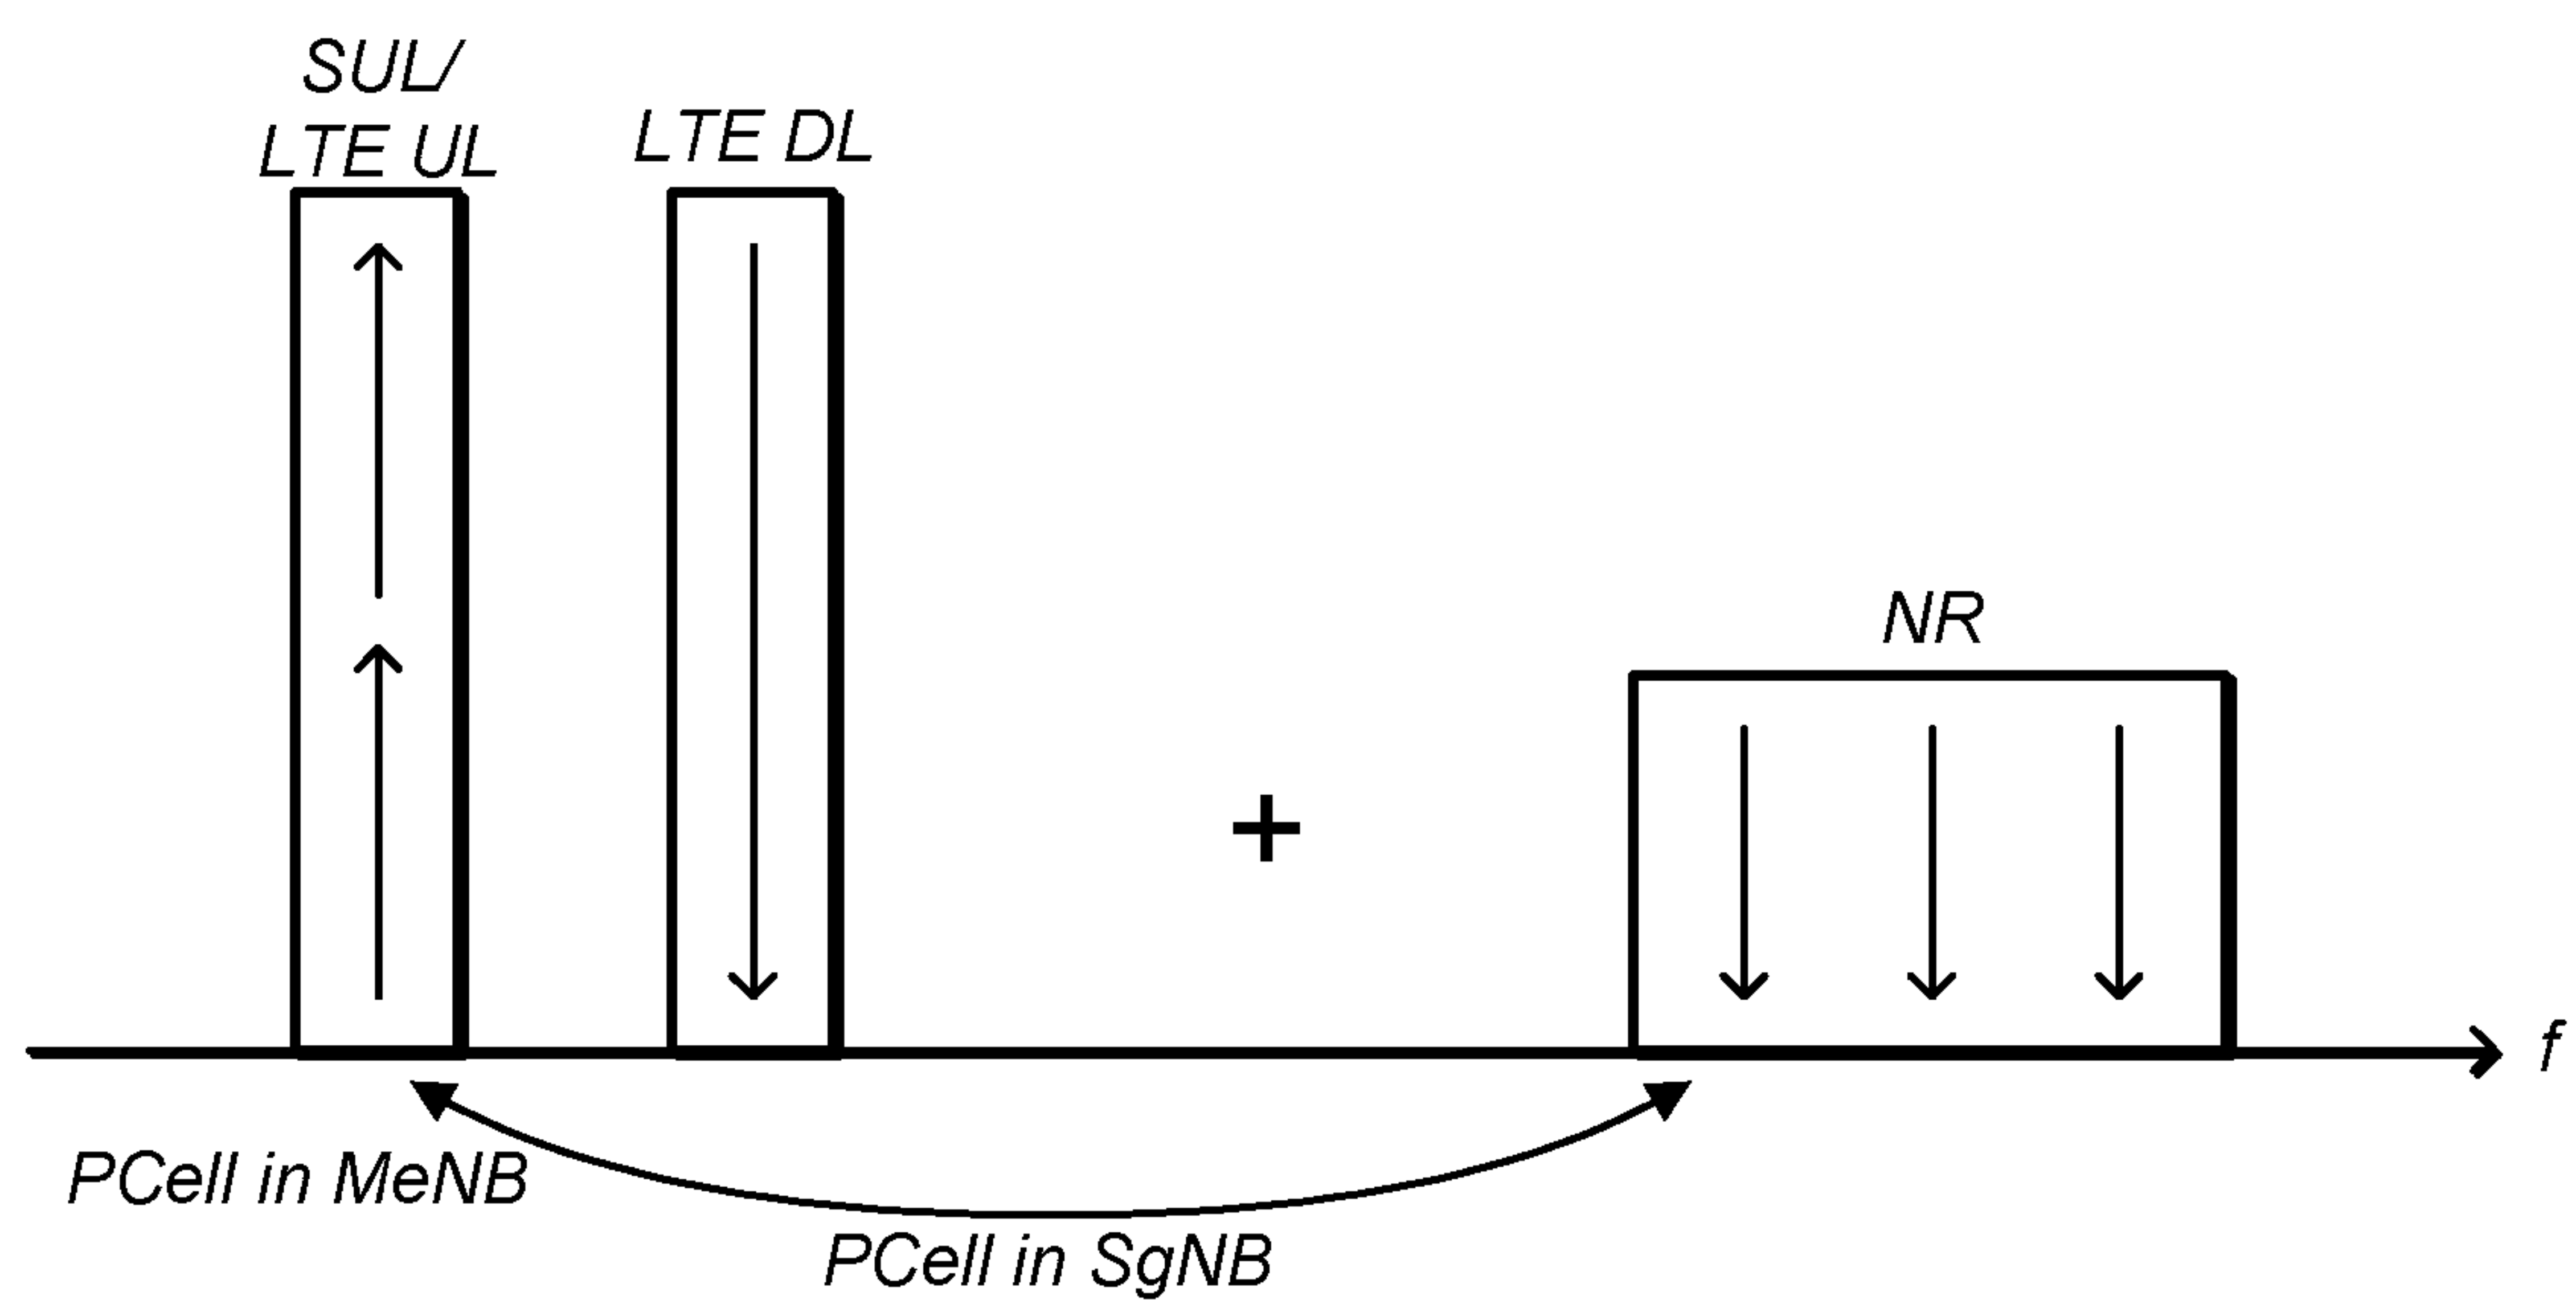 SUL/
LTE UL
LTE DL
+
NR
f
PCell in MeNB
PCell in SgNB